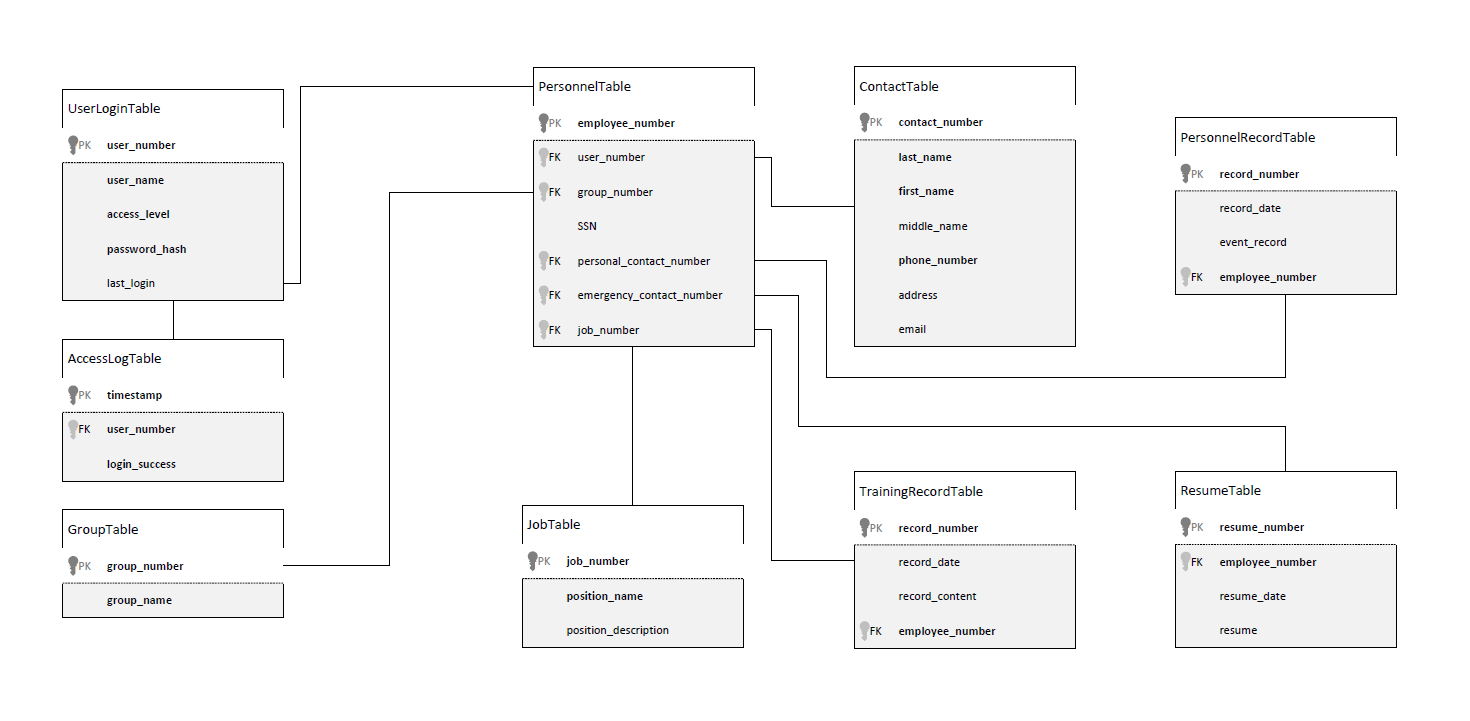 UserLoginTable
PK user_number
user_name
access_level
password_hash
last_login
AccessLogTable
PK timestamp
FK user_number
login_success
GroupTable
PK group_number
group_name
PersonnelTable
PK employee_number
FK user_number
FK group_number
SSN
FK personal_contact_number
FK emergency_contact_number
FK job_number
JobTable
PK job_number
position_name
position_description
ContactTable
PK contact_number
last_name
first_name
middle_name
phone_number
address
email
TrainingRecordTable
PK record_number
record_date
record_content
FK employee_number
PersonnelRecordTable
PK record_number
record_date
event_record
FK employee_number
ResumeTable
PK resume_number
FK employee_number
resume_date
resume